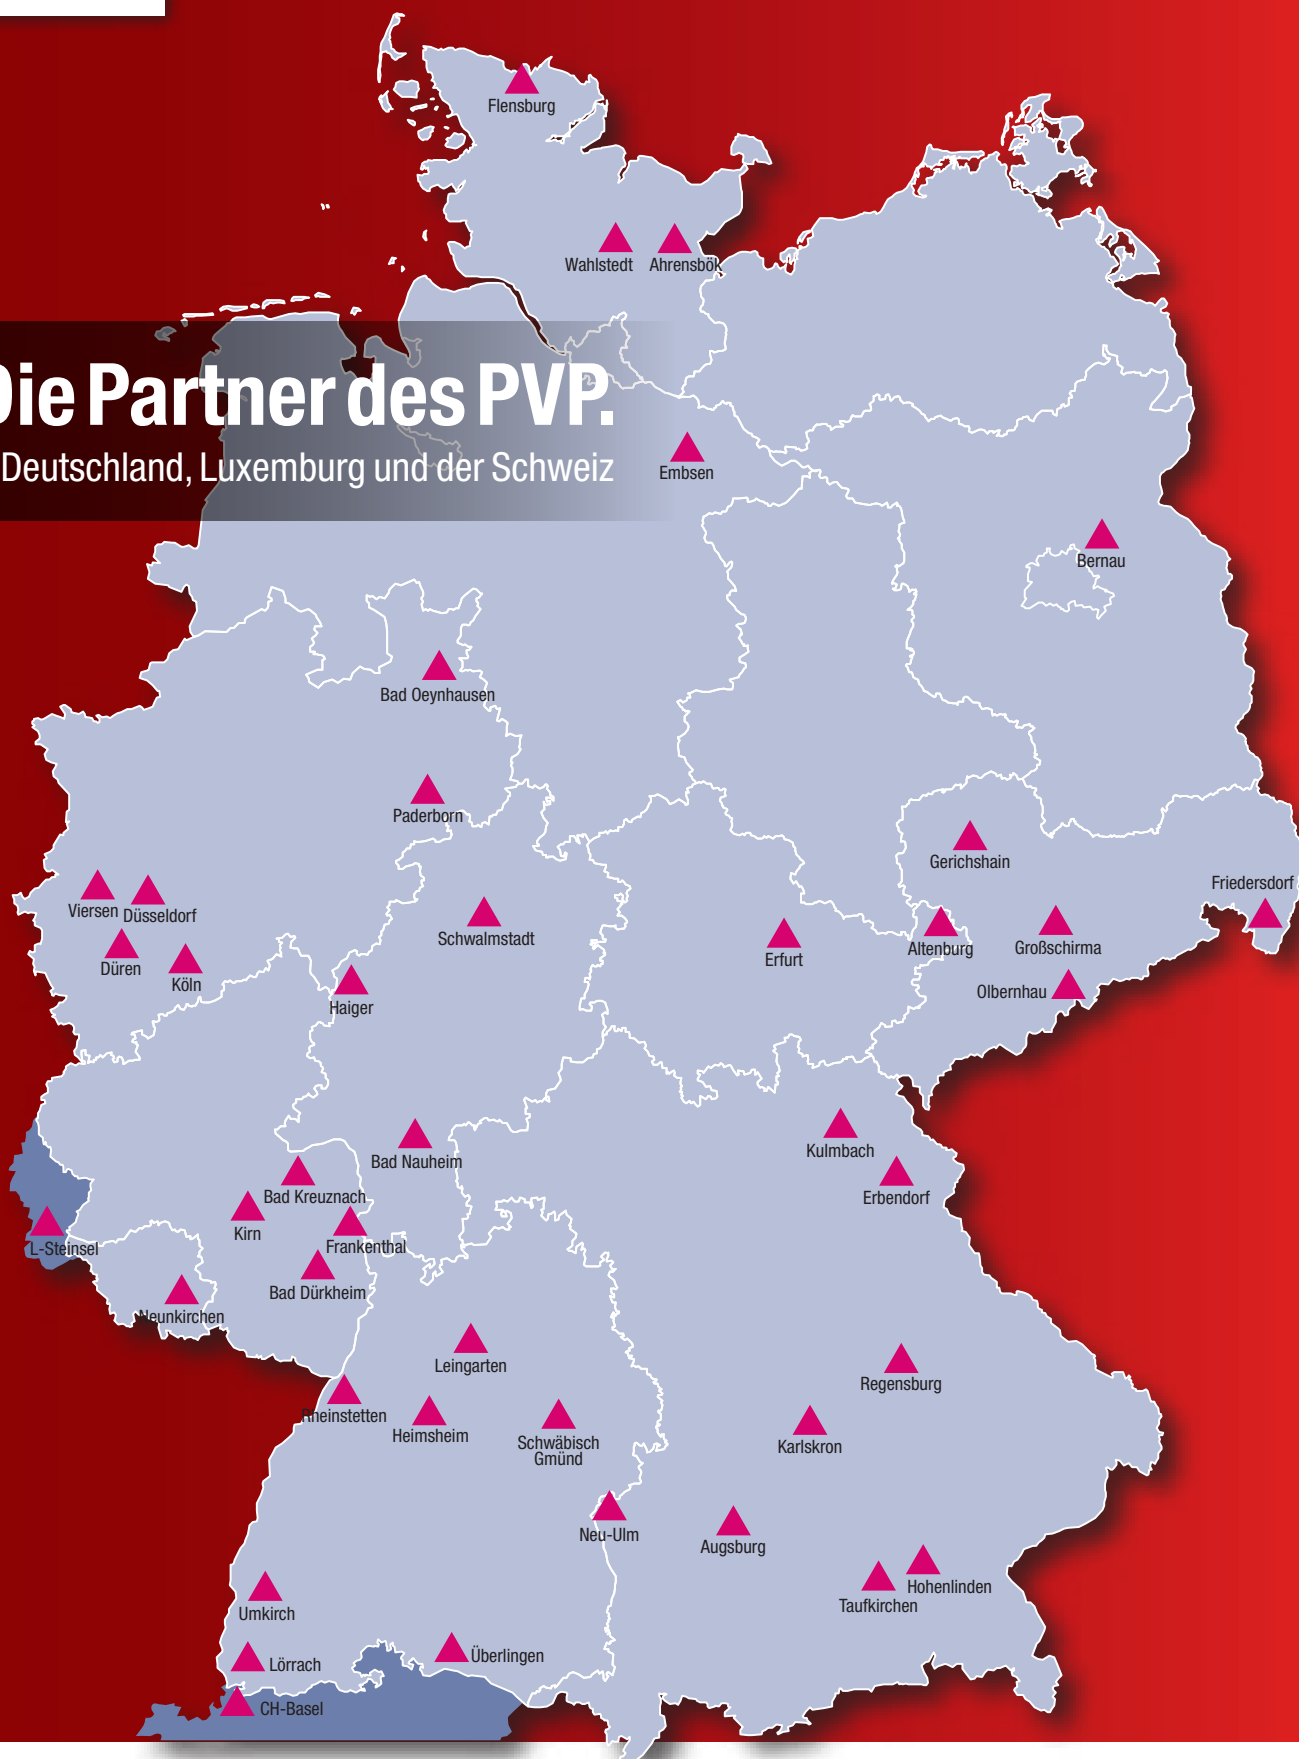 Flensburg
Wahlstedt
Ahrensbök
Die Partner des PVP.
Deutschland, Luxemburg und der Schweiz
Embsen
Bernau
Bad Oeynhausen
Paderborn
Gerichshain
Friedersdorf
Viersen
Düsseldorf
Schwalmstadt
Altenburg
Großschirma
Erfurt
Düren
Köln
Olbernhau
Haiger
Kulmbach
Bad Nauheim
Bad Kreuznach
Erbendorf
Kirn
Frankenthal
L-Steinsel
Bad Dürkheim
Neunkirchen
Leingarten
Regensburg
Rheinstetten
Heimsheim
Schwäbisch
Gmünd
Karlskron
Neu-Ulm
Augsburg
Hohenlinden
Taufkirchen
Umkirch
Überlingen
Lörrach
CH-Basel